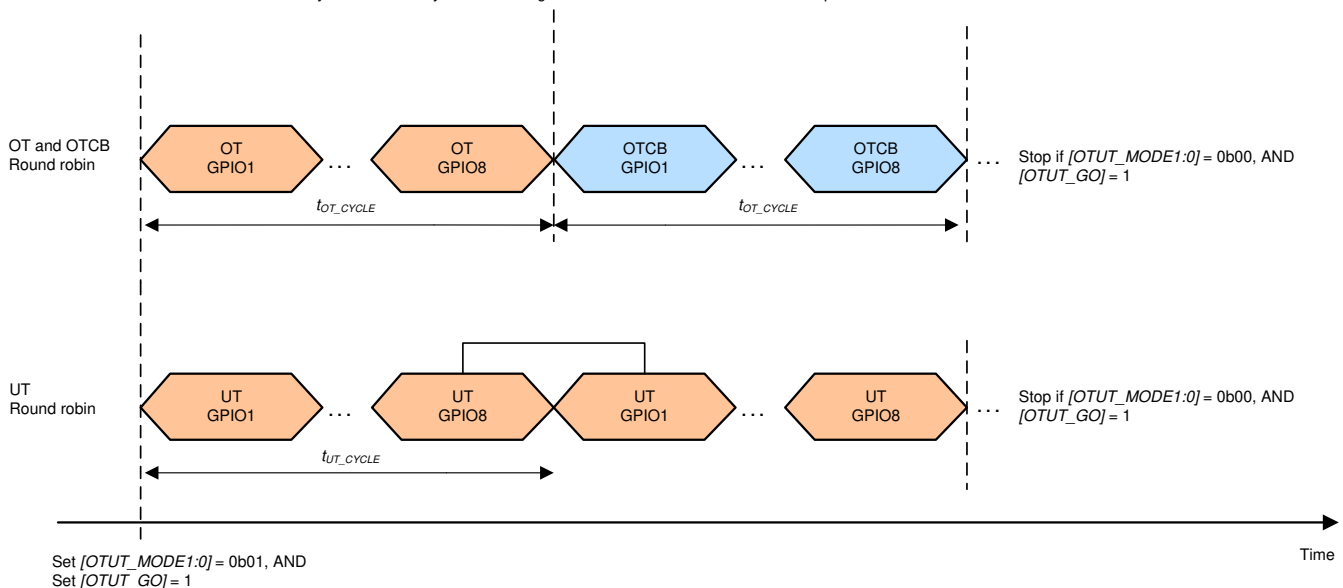 OT and OTCB
Round robin
OT
GPIO1
...
OT
GPIO8
OTCB
GPIO1
...
OTCB
GPIO8
...
Stop if [OTUT_MODE1:0] = 0b00, AND
[OTUT_GO] = 1
tOT_CYCLE
tOT_CYCLE
UT
Round robin
UT
GPIO1
...
UT
GPIO8
UT
GPIO1
...
UT
GPIO8
...
Stop if [OTUT_MODE1:0] = 0b00, AND
[OTUT_GO] = 1
tUT_CYCLE
Time
Set [OTUT_MODE1:0] = 0b01, AND
Set [OTUT_GO] = 1